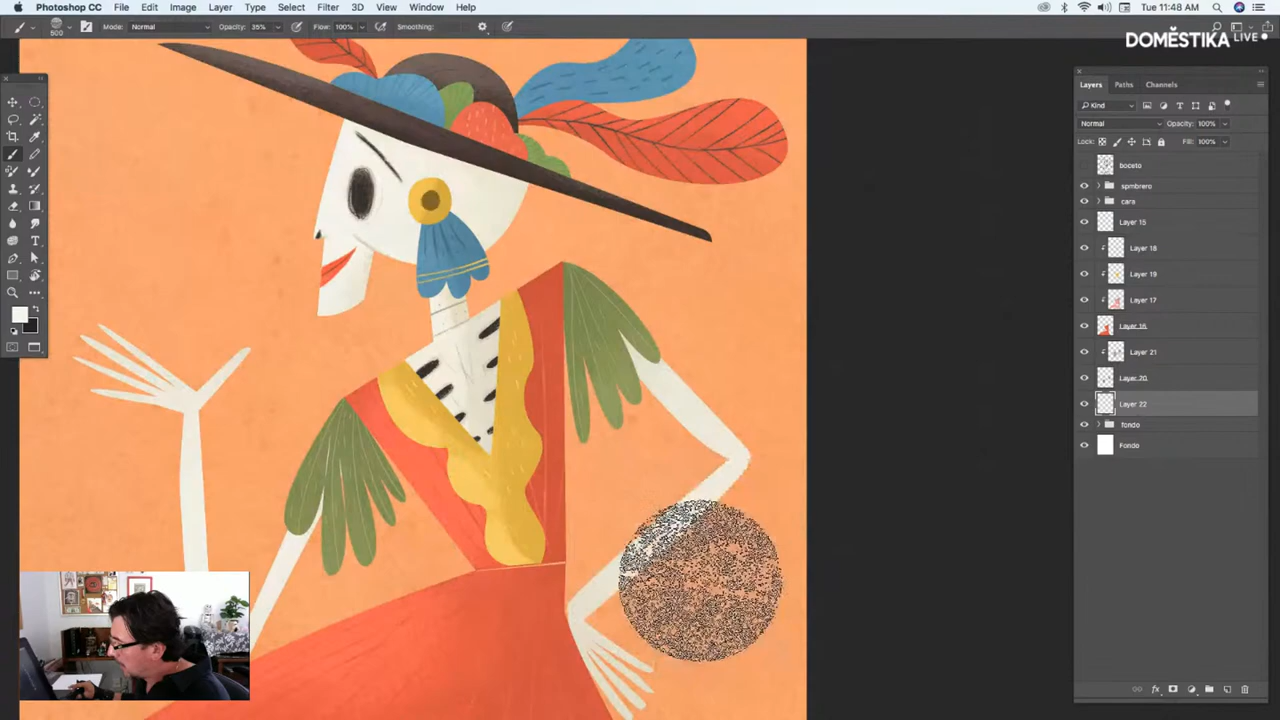 Photoshop CC File Edit Image Layer Type Select Filter 3D View Window Help
Tue 11:48 AM
500 Mode: Normal Opacity: 35% Flow: 100% Smoothing:
DOMESTIKA LIVE
Layers Paths Channels
Kind
Normal Opacity: 100%
Lock: Fill: 100%
boceto
spmbrero
cara
Layer 15
Layer 18
Layer 19
Layer 17
Layer 16
Layer 21
Layer 20
Layer 22
fondo
Fondo